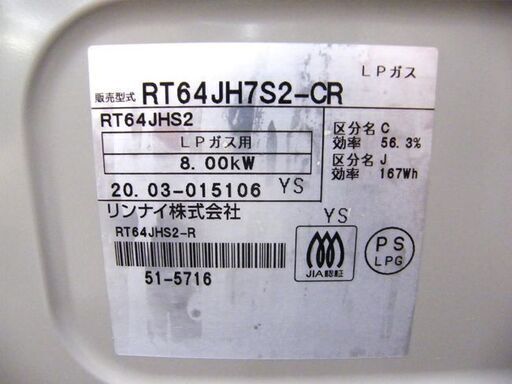 LPガス
販売型式 RT64JH7S2-CR
RT64JHS2
LPガス用
8.00kW
20.03-015106 YS
リンナイ株式会社
RT64JHS2-R
51-5716
区分名 C
効率 56.3%
区分名 J
効率 167Wh
YS
JIA認証
PS
LPG